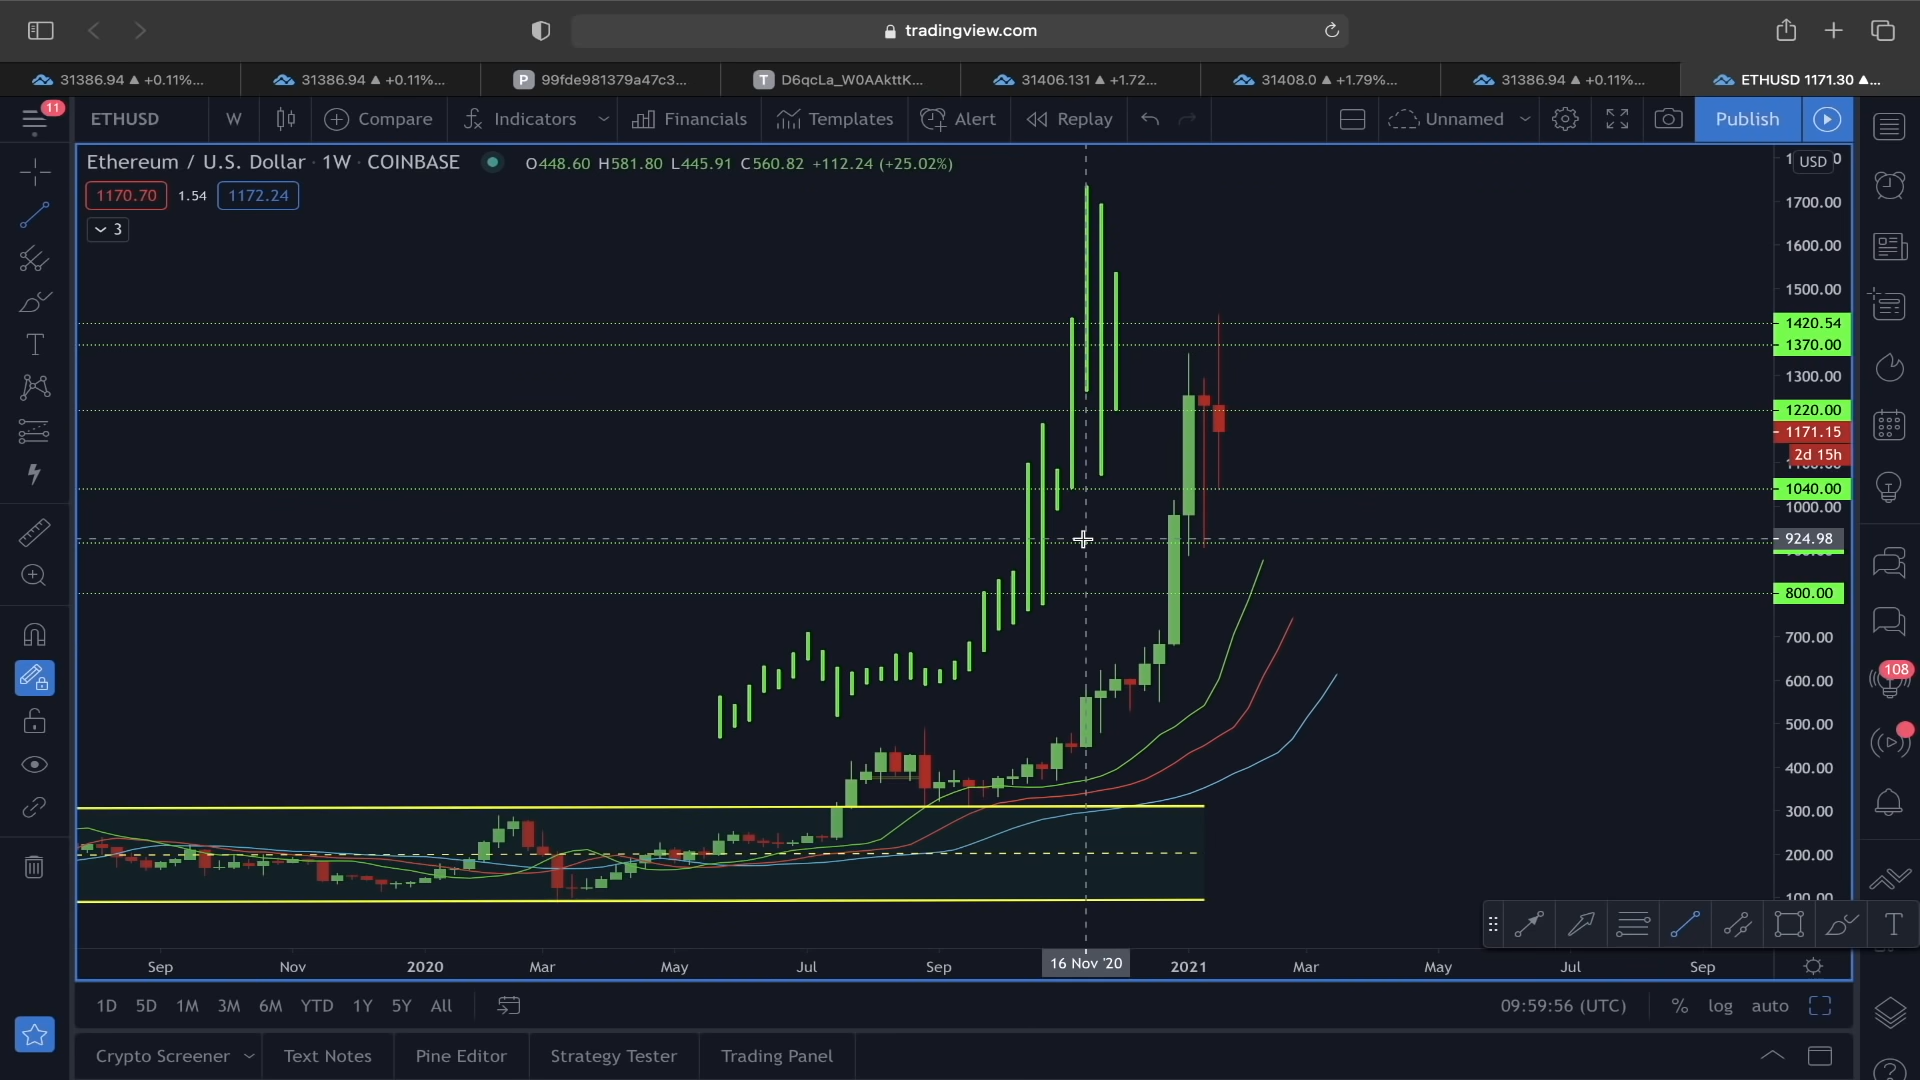 tradingview.com
31386.94 ▲ +0.11%...
31386.94 ▲ +0.11%...
P 99fde981379a47c3...
T D6qcLa_W0AAkttK...
31406.131 ▲ +1.72...
31408.0 ▲ +1.79%...
31386.94 ▲ +0.11%...
ETHUSD 1171.30 ▲...
11
ETHUSD
W
Compare
Indicators
Financials
Templates
Alert
Replay
Unnamed
Publish
Ethereum / U.S. Dollar · 1W · COINBASE
O448.60 H581.80 L445.91 C560.82 +112.24 (+25.02%)
USD
1170.70 1.54 1172.24
3
1700.00
1600.00
1500.00
1420.54
1370.00
1300.00
1220.00
1171.15
2d 15h
1040.00
1000.00
924.98
800.00
700.00
600.00
500.00
400.00
300.00
200.00
100.00
108
Sep Nov 2020 Mar May Jul Sep 16 Nov '20 2021 Mar May Jul Sep
1D 5D 1M 3M 6M YTD 1Y 5Y All
09:59:56 (UTC) % log auto
Crypto Screener Text Notes Pine Editor Strategy Tester Trading Panel